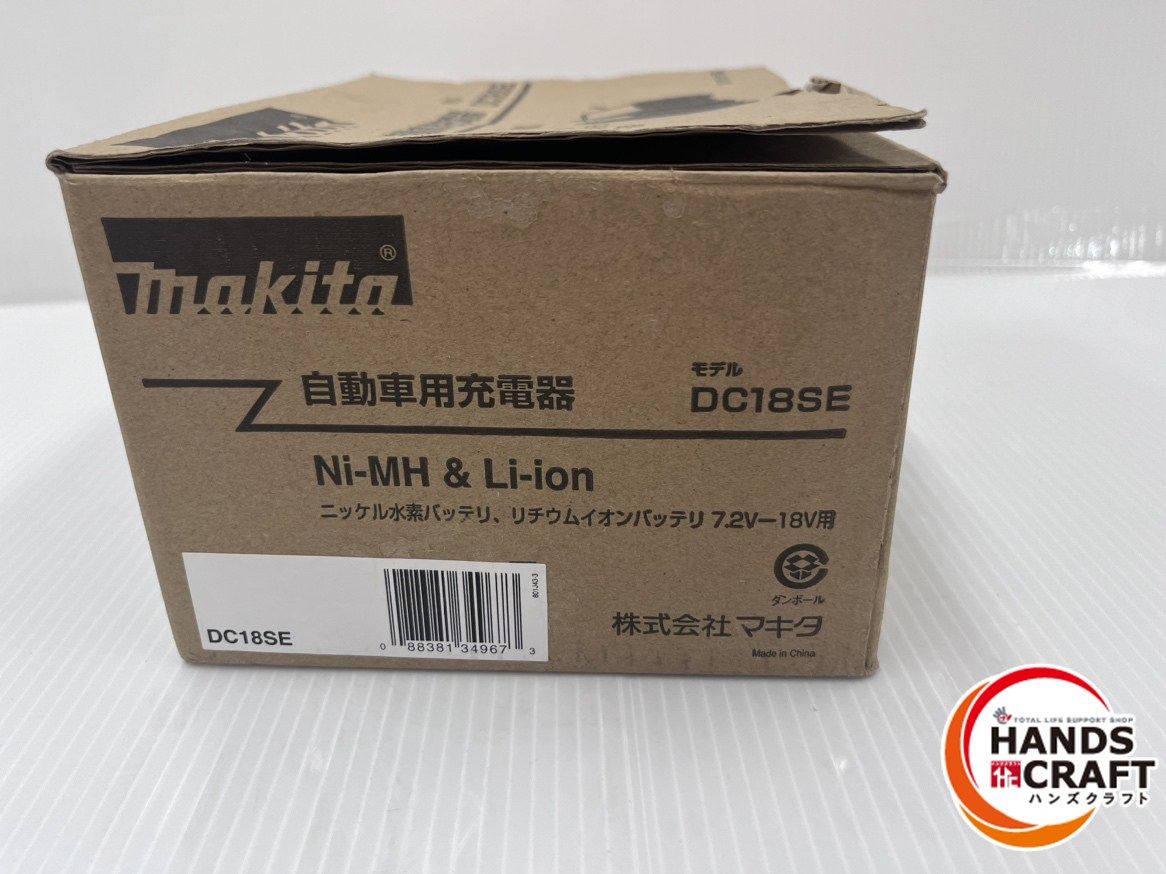 DC18SE
makita®
自動車用充電器
モデル
DC18SE
Ni-MH & Li-ion
ニッケル水素バッテリ、リチウムイオンバッテリ 7.2V―18V用
ダンボール
株式会社マキタ
Made in China
DC18SE
0 88381 34967 3
801J43-3
TOTAL LIFE SUPPORT SHOP
HANDS
CRAFT
ハンズクラフト